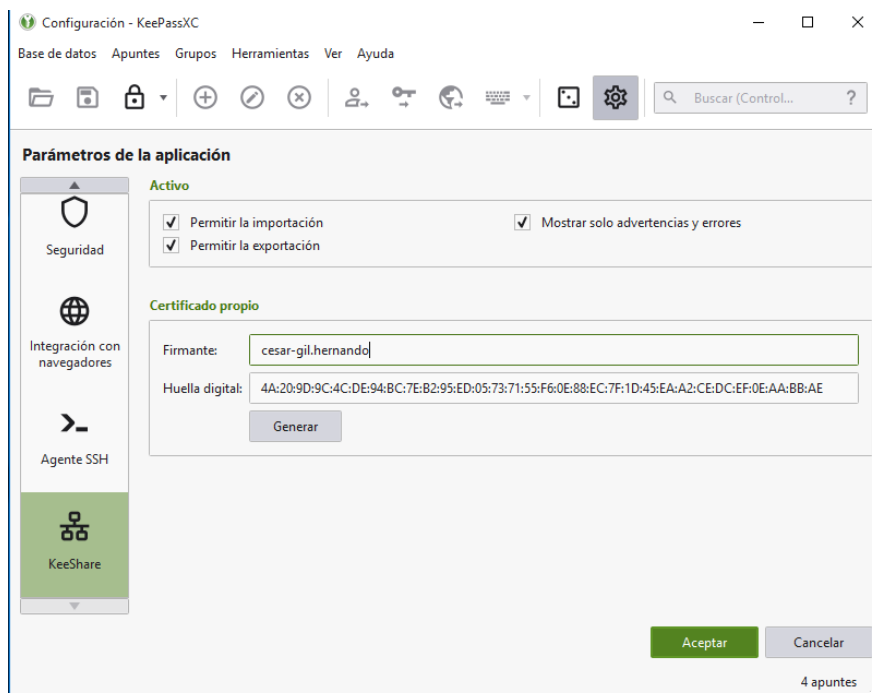 Configuración - KeePassXC
Base de datos Apuntes Grupos Herramientas Ver Ayuda
Buscar (Control... ?
Parámetros de la aplicación
Seguridad
Integración con
navegadores
Agente SSH
KeeShare
Activo
Permitir la importación
Mostrar solo advertencias y errores
Permitir la exportación
Certificado propio
Firmante: cesar-gil.hernando
Huella digital: 4A:20:9D:9C:4C:DE:94:BC:7E:B2:95:ED:05:73:71:55:F6:0E:88:EC:7F:1D:45:EA:A2:CE:DC:EF:0E:AA:BB:AE
Generar
Aceptar Cancelar
4 apuntes